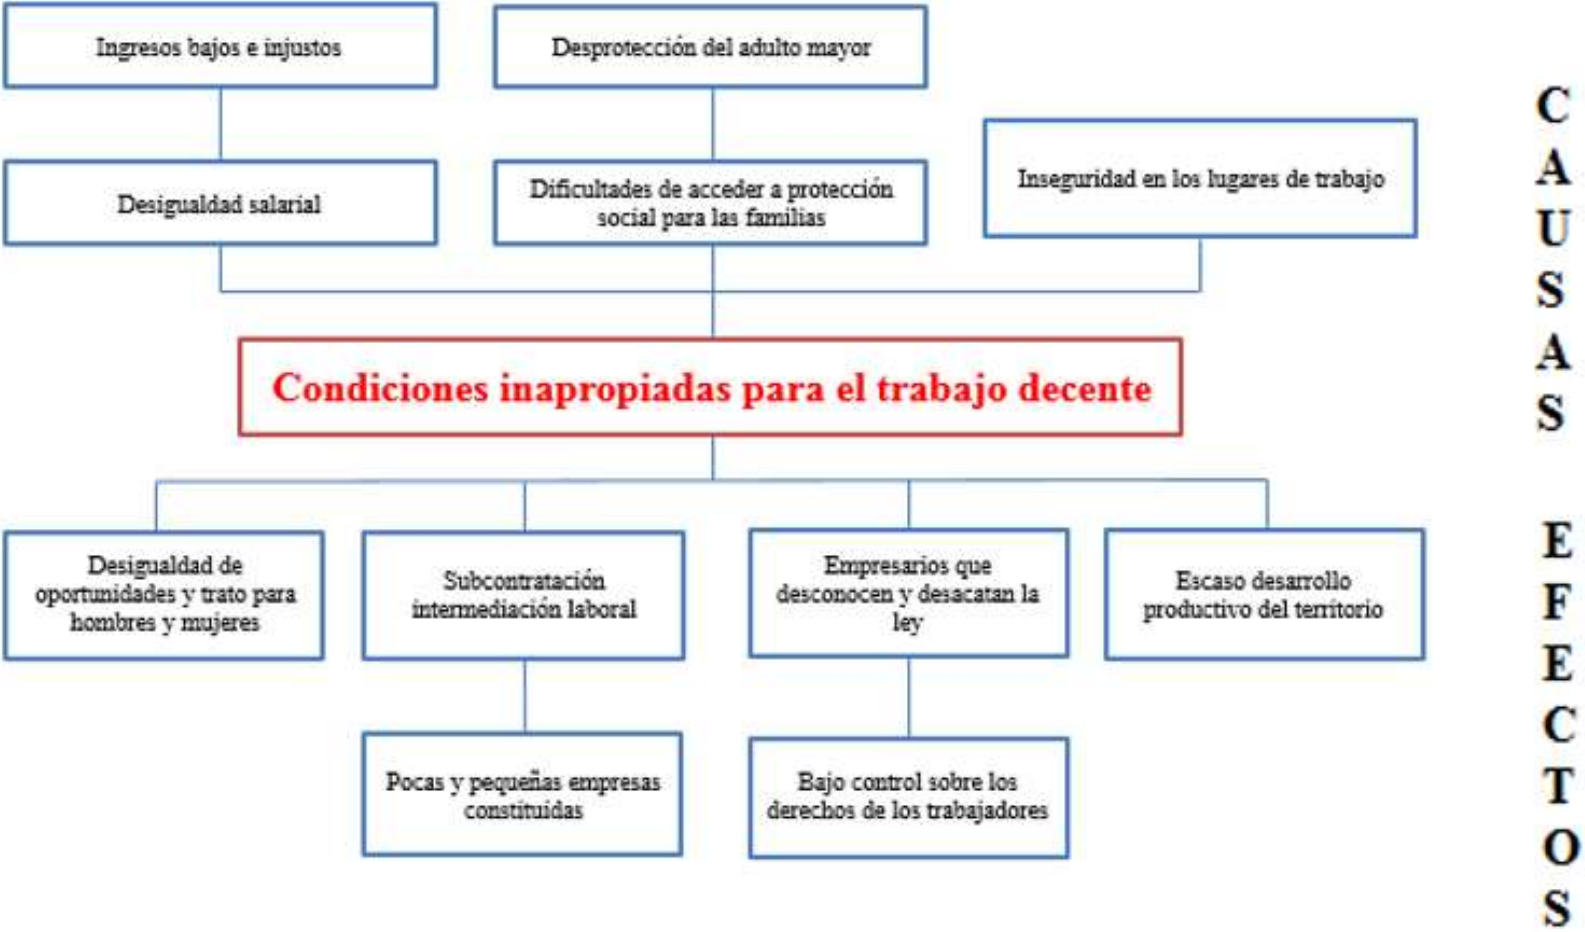 Ingresos bajos e injustos
Desprotección del adulto mayor
Desigualdad salarial
Dificultades de acceder a protección
social para las familias
Inseguridad en los lugares de trabajo
Condiciones inapropiadas para el trabajo decente
Desigualdad de
oportunidades y trato para
hombres y mujeres
Subcontratación
intermediación laboral
Empresarios que
desconocen y desacatan la
ley
Escaso desarrollo
productivo del territorio
Pocas y pequeñas empresas
constituidas
Bajo control sobre los
derechos de los trabajadores
C
A
U
S
A
S
E
F
E
C
T
O
S